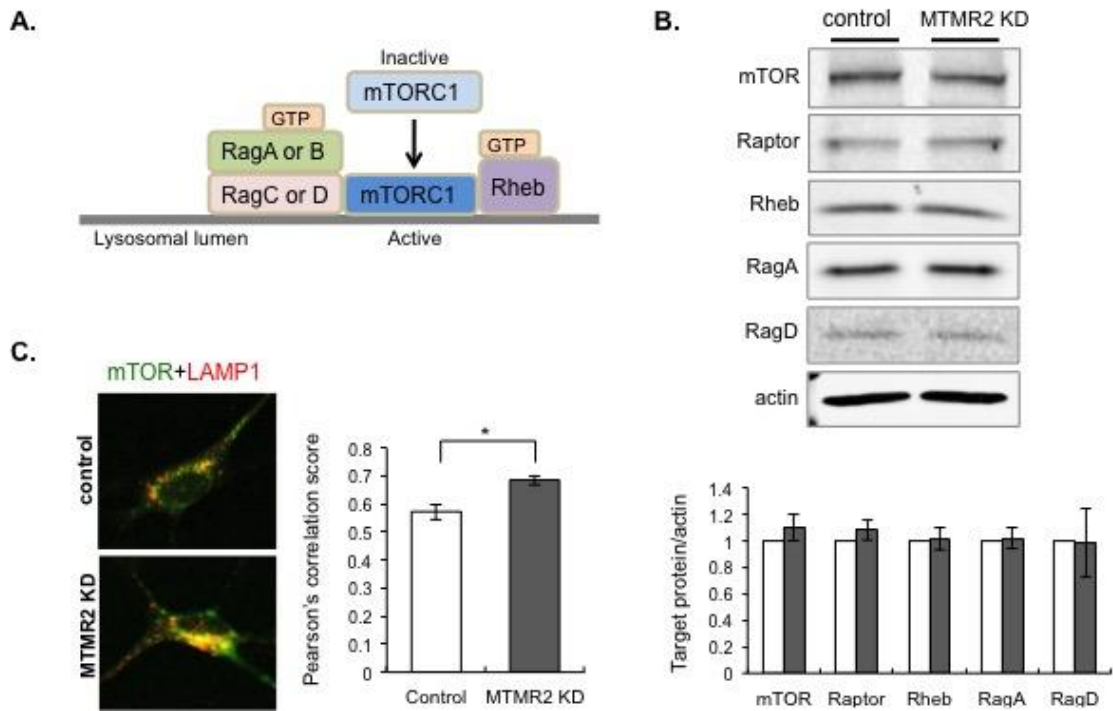 A.
Inactive
mTORC1
GTP
RagA or B
GTP
RagC or D
mTORC1
Rheb
Lysosomal lumen
Active
B.
control
MTMR2 KD
mTOR
Raptor
Rheb
RagA
RagD
actin
1.4
1.2
1
0.8
0.6
0.4
0.2
0
Target protein/actin
mTOR Raptor Rheb RagA RagD
C.
mTOR+LAMP1
control
MTMR2 KD
*
0.8
0.7
0.6
0.5
0.4
0.3
0.2
0.1
0
Pearson's correlation score
Control MTMR2 KD